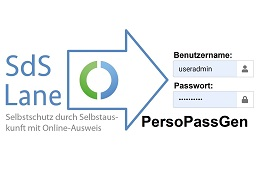 SdS
Lane
Selbstschutz durch Selbstaus-
kunft mit Online-Ausweis
Benutzername:
useradmin
Passwort:
••••••••••
PersoPassGen